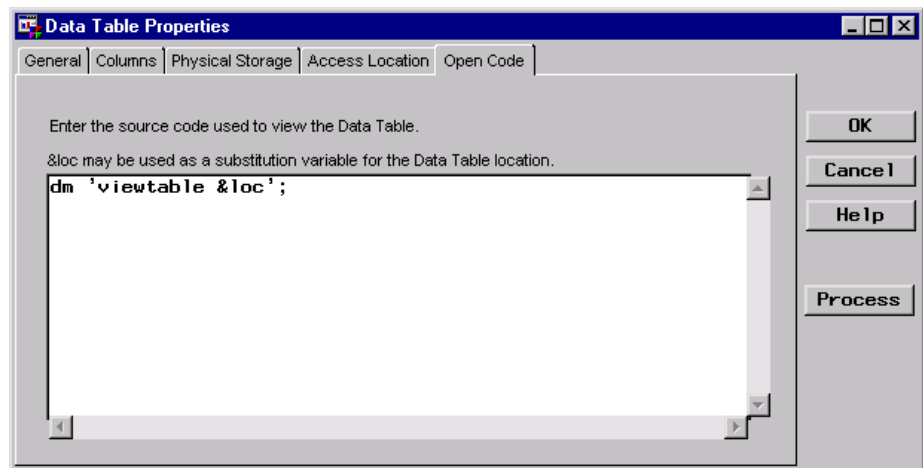 Data Table Properties
General Columns Physical Storage Access Location Open Code
Enter the source code used to view the Data Table.
&loc may be used as a substitution variable for the Data Table location.
dm 'viewtable &loc';
OK
Cancel
Help
Process